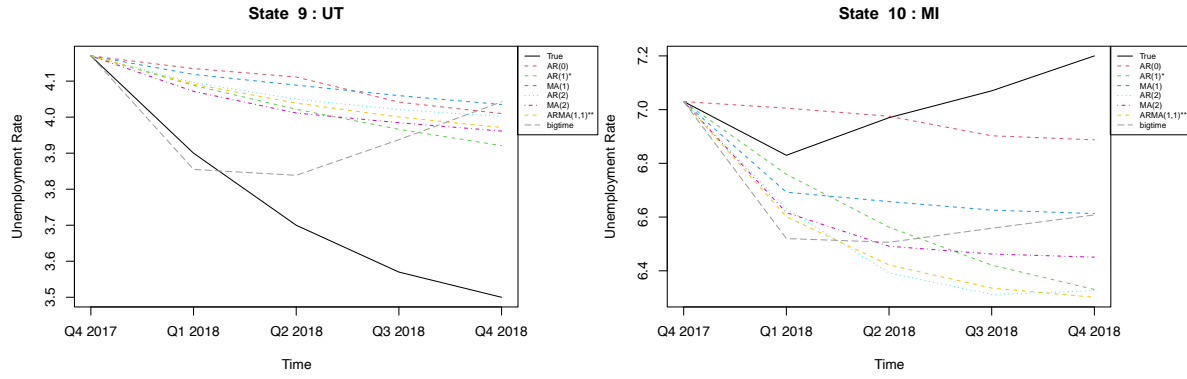 State 9 : UT
Unemployment Rate
4.1
4.0
3.9
3.8
3.7
3.6
3.5
Q4 2017 Q1 2018 Q2 2018 Q3 2018 Q4 2018
Time
True
AR(0)
AR(1)*
MA(1)
AR(2)
MA(2)
ARMA(1,1)**
bigtime
State 10 : MI
Unemployment Rate
7.2
7.0
6.8
6.6
6.4
Q4 2017 Q1 2018 Q2 2018 Q3 2018 Q4 2018
Time
True
AR(0)
AR(1)*
MA(1)
AR(2)
MA(2)
ARMA(1,1)**
bigtime